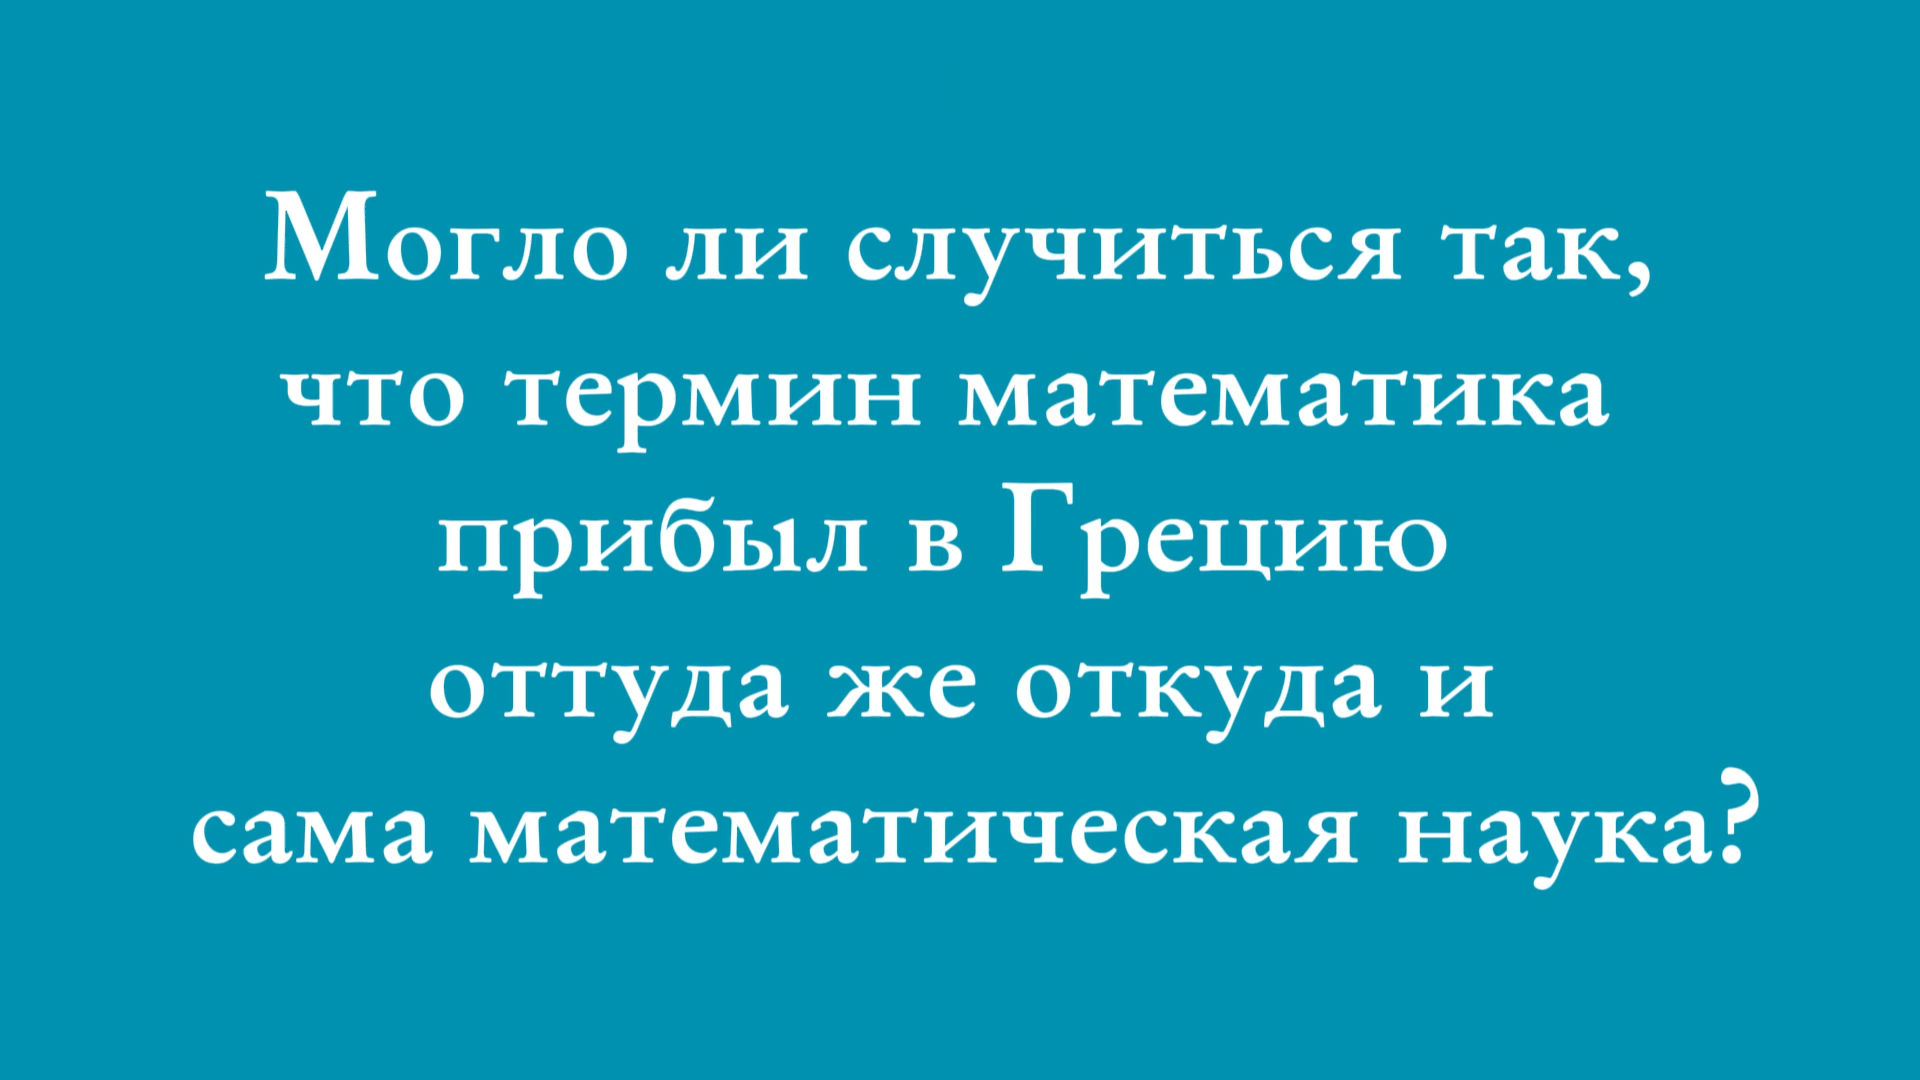 Могло ли случиться так,
что термин математика
прибыл в Грецию
оттуда же откуда и
сама математическая наука?